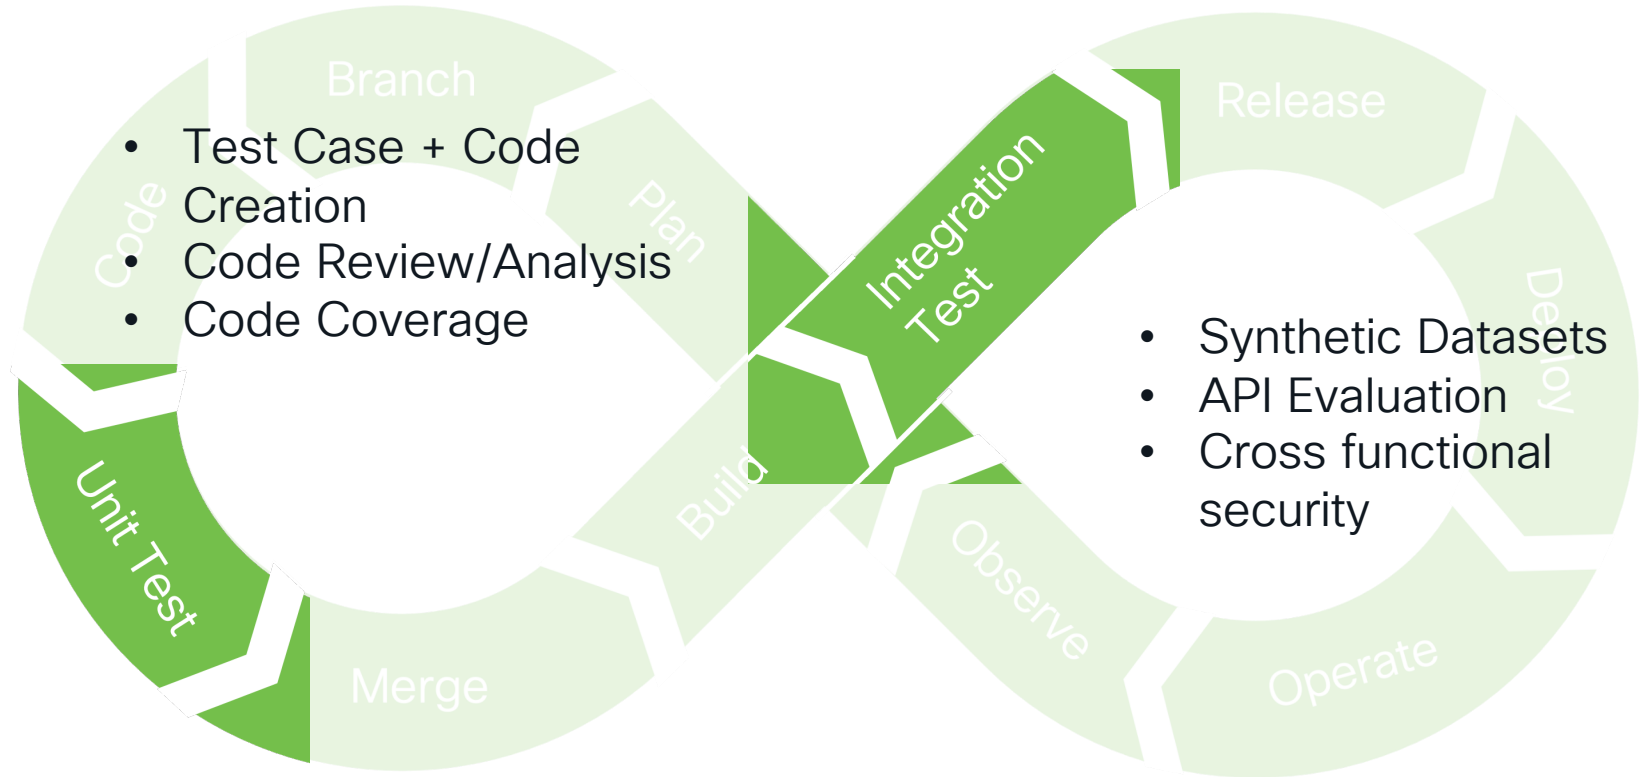 Branch
Release
• Test Case + Code
Creation
• Code Review/Analysis
• Code Coverage
Code
Plan
Integration
Test
Deploy
• Synthetic Datasets
• API Evaluation
• Cross functional
security
Unit Test
Build
Observe
Merge
Operate